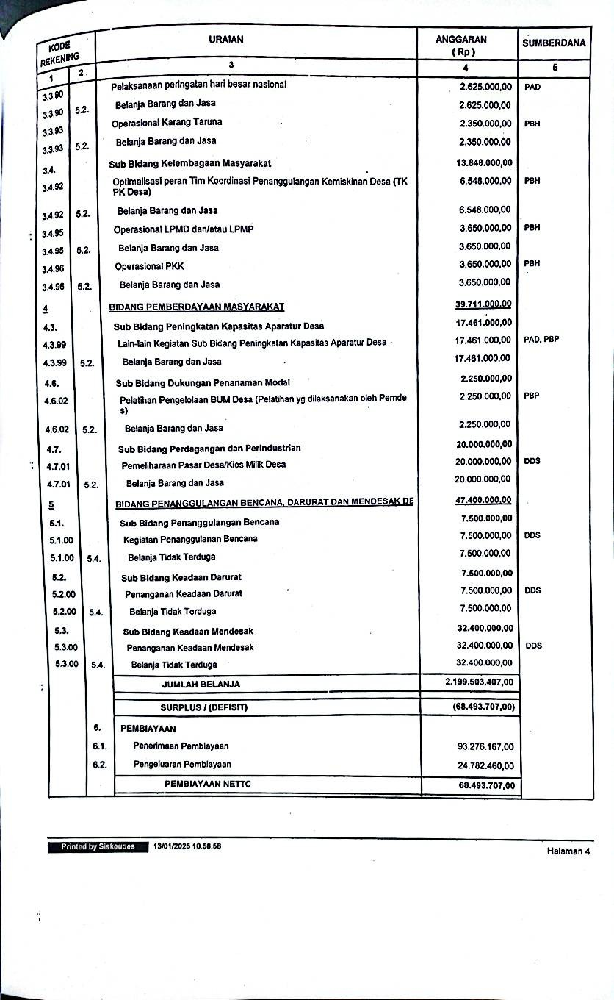 KODE REKENING URAIAN ANGGARAN ( Rp ) SUMBERDANA
1 2. 3 4 5
3.3.90 Pelaksanaan peringatan hari besar nasional 2.625.000,00 PAD
3.3.90 5.2. Belanja Barang dan Jasa 2.625.000,00
3.3.93 Operasional Karang Taruna 2.350.000,00 PBH
3.3.93 5.2. Belanja Barang dan Jasa 2.350.000,00
3.4. Sub Bidang Kelembagaan Masyarakat 13.848.000,00
3.4.92 Optimalisasi peran Tim Koordinasi Penanggulangan Kemiskinan Desa (TK 6.548.000,00 PBH
PK Desa)
3.4.92 5.2. Belanja Barang dan Jasa 6.548.000,00
3.4.95 Operasional LPMD dan/atau LPMP 3.650.000,00 PBH
3.4.95 5.2. Belanja Barang dan Jasa 3.650.000,00
3.4.96 Operasional PKK 3.650.000,00 PBH
3.4.96 5.2. Belanja Barang dan Jasa 3.650.000,00
4 BIDANG PEMBERDAYAAN MASYARAKAT 39.711.000,00
4.3. Sub Bidang Peningkatan Kapasitas Aparatur Desa 17.461.000,00
4.3.99 Lain-lain Kegiatan Sub Bidang Peningkatan Kapasitas Aparatur Desa 17.461.000,00 PAD, PBP
4.3.99 5.2. Belanja Barang dan Jasa 17.461.000,00
4.6. Sub Bidang Dukungan Penanaman Modal 2.250.000,00
4.6.02 Pelatihan Pengelolaan BUM Desa (Pelatihan yg dilaksanakan oleh Pemde 2.250.000,00 PBP
s)
4.6.02 5.2. Belanja Barang dan Jasa 2.250.000,00
4.7. Sub Bidang Perdagangan dan Perindustrian 20.000.000,00
4.7.01 Pemeliharaan Pasar Desa/Kios Milik Desa 20.000.000,00 DDS
4.7.01 5.2. Belanja Barang dan Jasa 20.000.000,00
5 BIDANG PENANGGULANGAN BENCANA, DARURAT DAN MENDESAK DE 47.400.000,00
5.1. Sub Bidang Penanggulangan Bencana 7.500.000,00
5.1.00 Kegiatan Penanggulanan Bencana 7.500.000,00 DDS
5.1.00 5.4. Belanja Tidak Terduga 7.500.000,00
5.2. Sub Bidang Keadaan Darurat 7.500.000,00
5.2.00 Penanganan Keadaan Darurat 7.500.000,00 DDS
5.2.00 5.4. Belanja Tidak Terduga 7.500.000,00
5.3. Sub Bidang Keadaan Mendesak 32.400.000,00
5.3.00 Penanganan Keadaan Mendesak 32.400.000,00 DDS
5.3.00 5.4. Belanja Tidak Terduga 32.400.000,00
JUMLAH BELANJA 2.199.503.407,00
SURPLUS / (DEFISIT) (68.493.707,00)
6. PEMBIAYAAN
6.1. Penerimaan Pembiayaan 93.276.167,00
6.2. Pengeluaran Pembiayaan 24.782.460,00
PEMBIAYAAN NETTO 68.493.707,00
Printed by Siskeudes 13/01/2025 10.58.58
Halaman 4